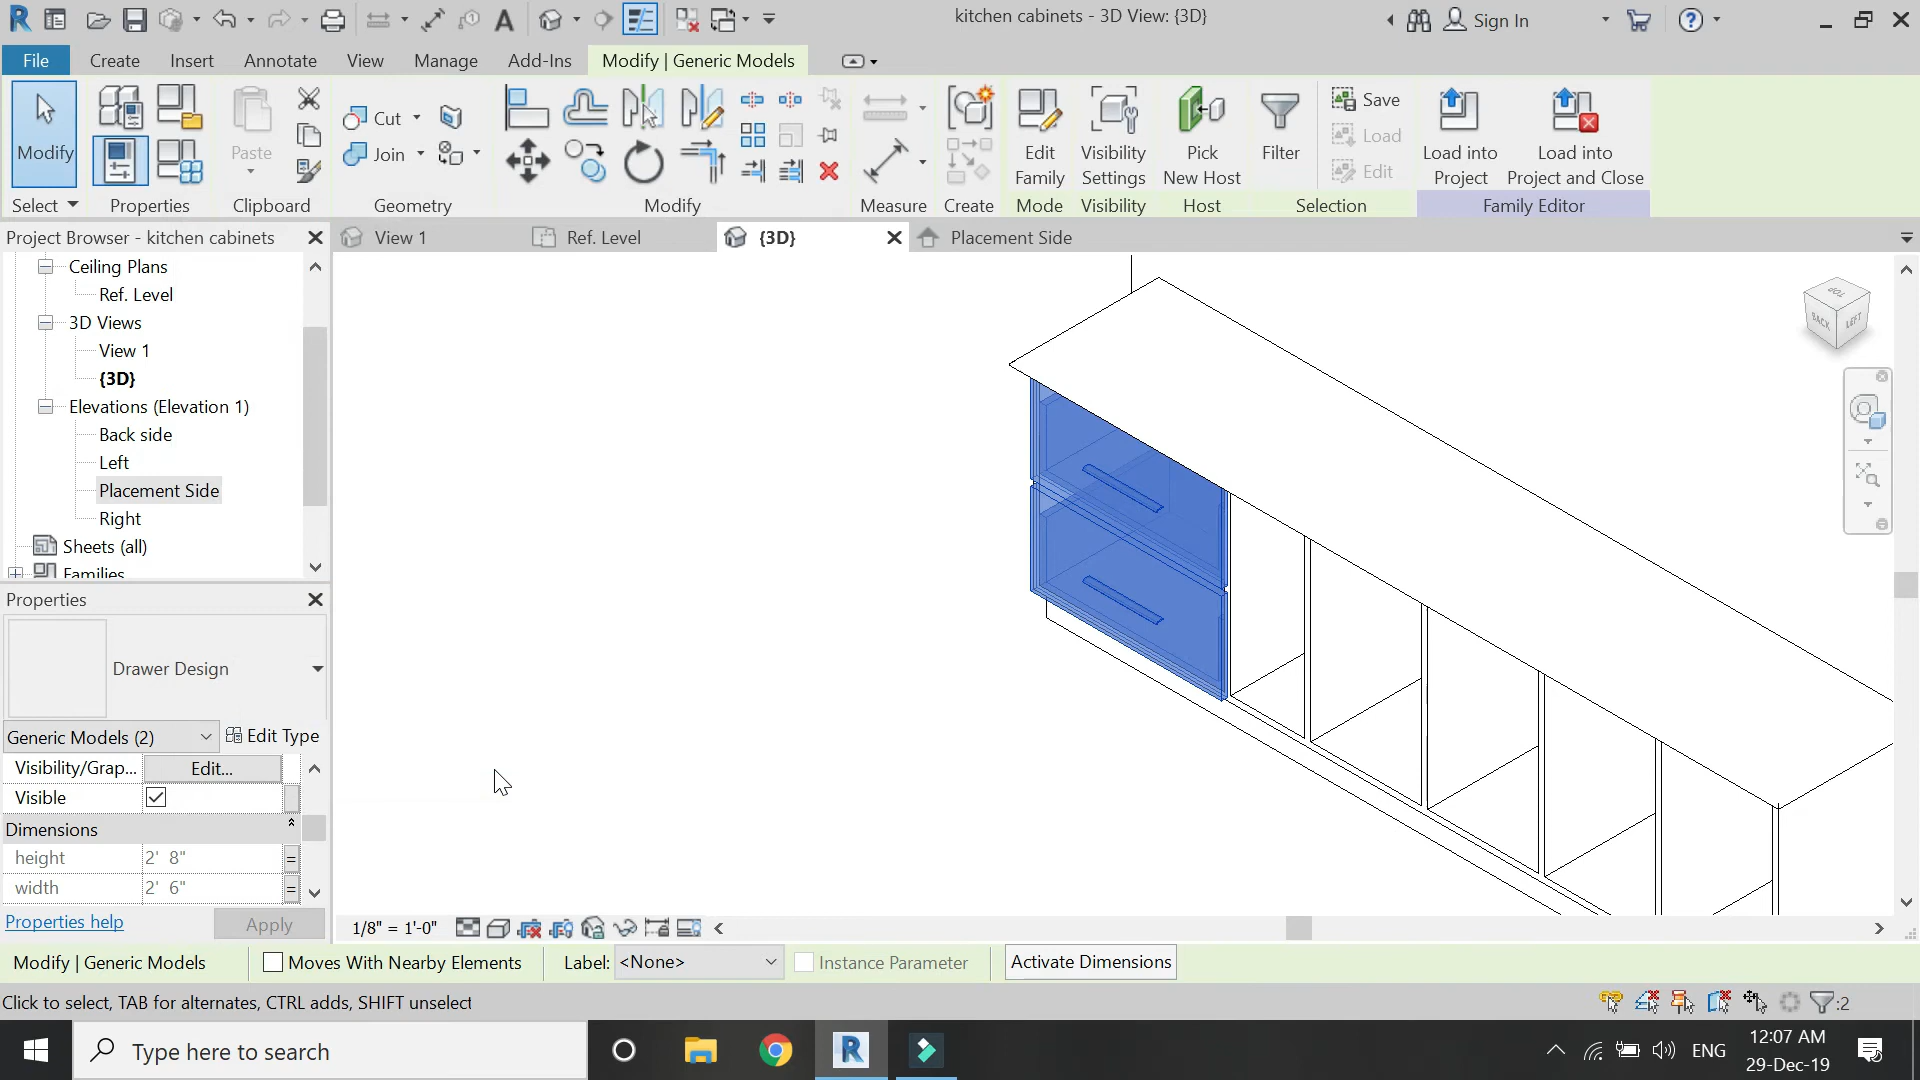 kitchen cabinets - 3D View: {3D}
Sign In
File
Create
Insert
Annotate
View
Manage
Add-Ins
Modify | Generic Models
Modify
Paste
Cut
Join
Edit
Family
Visibility
Settings
Pick
New Host
Filter
Save
Load
Edit
Load into
Project
Load into
Project and Close
Select
Properties
Clipboard
Geometry
Modify
Measure
Create
Mode
Visibility
Host
Selection
Family Editor
Project Browser - kitchen cabinets
View 1
Ref. Level
{3D}
Placement Side
Ceiling Plans
Ref. Level
3D Views
View 1
{3D}
Elevations (Elevation 1)
Back side
Left
Placement Side
Right
Sheets (all)
Families
TOP
BACK
LEFT
Properties
Drawer Design
Generic Models (2)
Edit Type
Visibility/Grap...
Edit...
Visible
Dimensions
height
2' 8"
width
2' 6"
Properties help
Apply
1/8" = 1'-0"
Modify | Generic Models
Moves With Nearby Elements
Label:
<None>
Instance Parameter
Activate Dimensions
Click to select, TAB for alternates, CTRL adds, SHIFT unselect
:2
Type here to search
ENG
12:07 AM
29-Dec-19